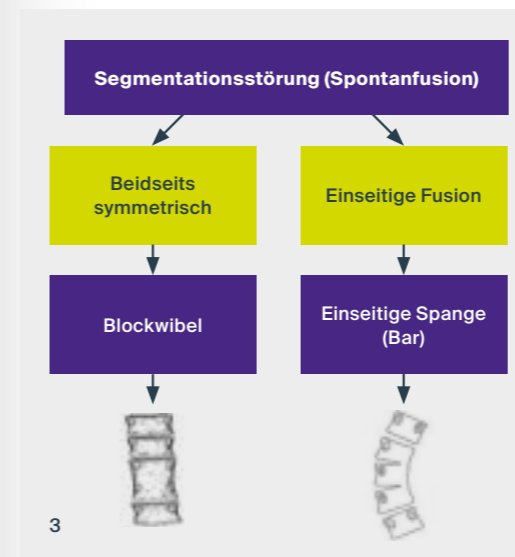 Segmentationsstörung (Spontanfusion)
Beidseits
symmetrisch
Einseitige Fusion
Blockwibel
Einseitige Spange
(Bar)
3